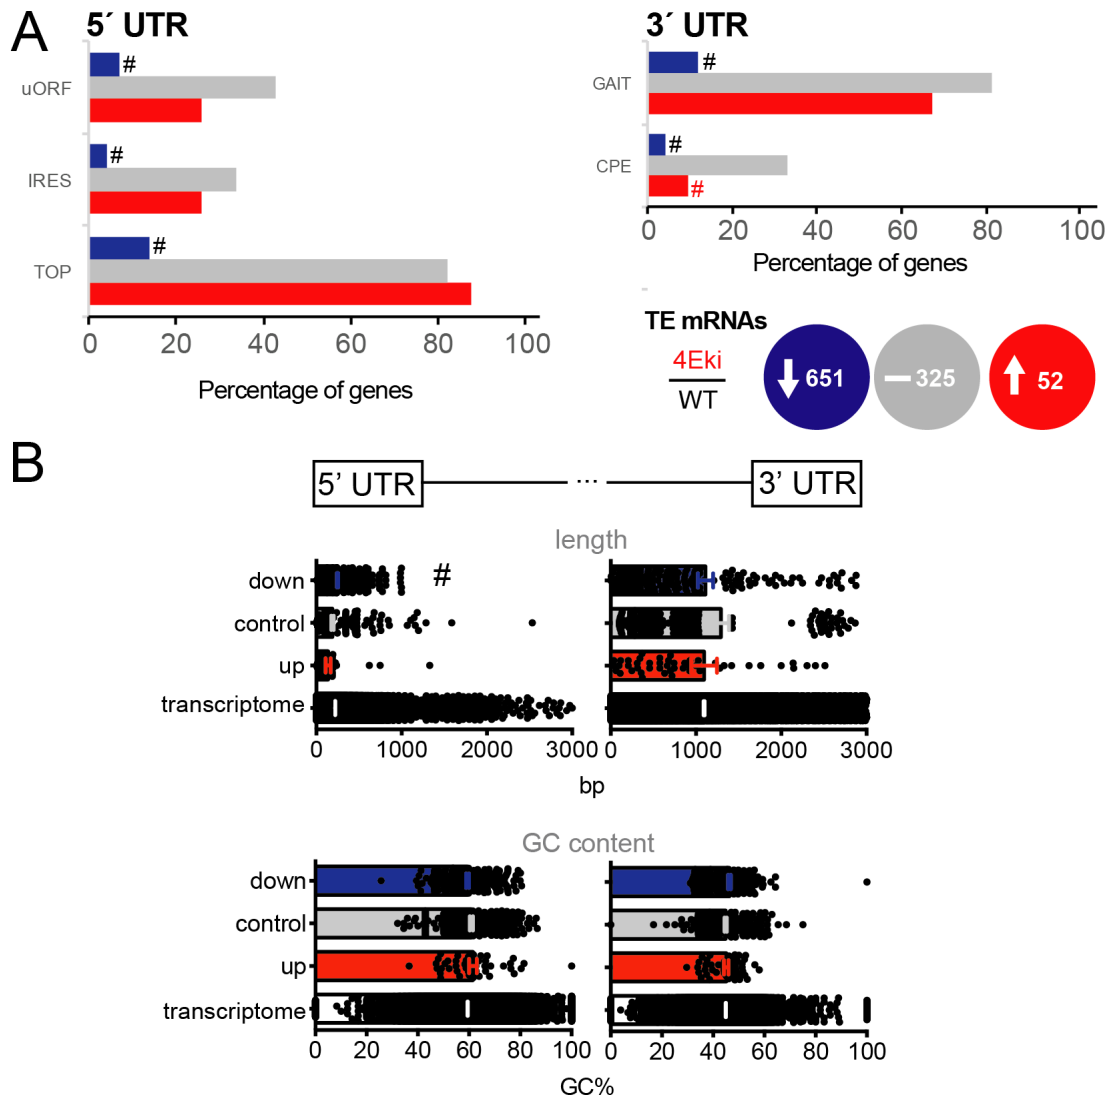 A
5´ UTR
#
uORF
#
IRES
#
TOP
0 20 40 60 80 100
Percentage of genes
3´ UTR
#
GAIT
#
CPE
#
0 20 40 60 80 100
Percentage of genes
TE mRNAs
4Eki
WT
651
325
52
B
5’ UTR
...
3’ UTR
length
down
#
control
up
transcriptome
0 1000 2000 3000
0 1000 2000 3000
bp
GC content
down
control
up
transcriptome
0 20 40 60 80 100
0 20 40 60 80 100
GC%